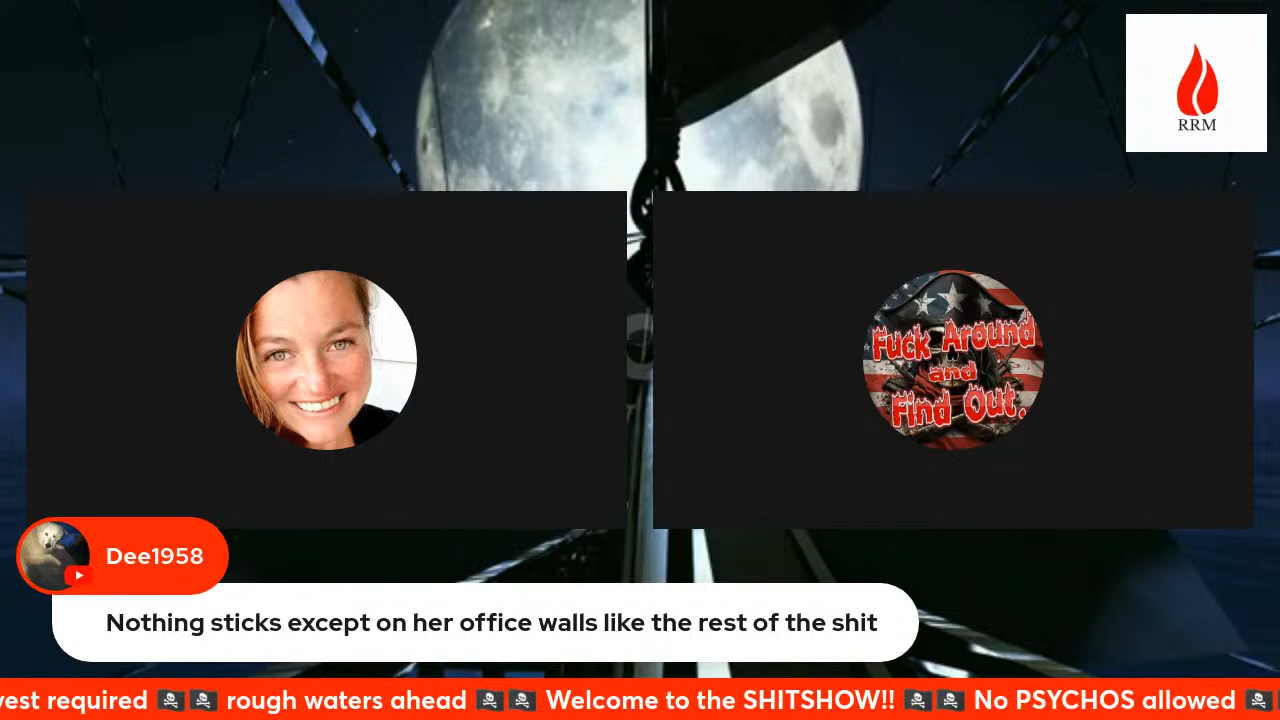 RRM
Fuck Around
and
Find Out.
Dee1958
Nothing sticks except on her office walls like the rest of the shit
vest required 🏴‍☠️🏴‍☠️ rough waters ahead 🏴‍☠️🏴‍☠️ Welcome to the SHITSHOW!! 🏴‍☠️🏴‍☠️ No PSYCHOS allowed 🏴‍☠️